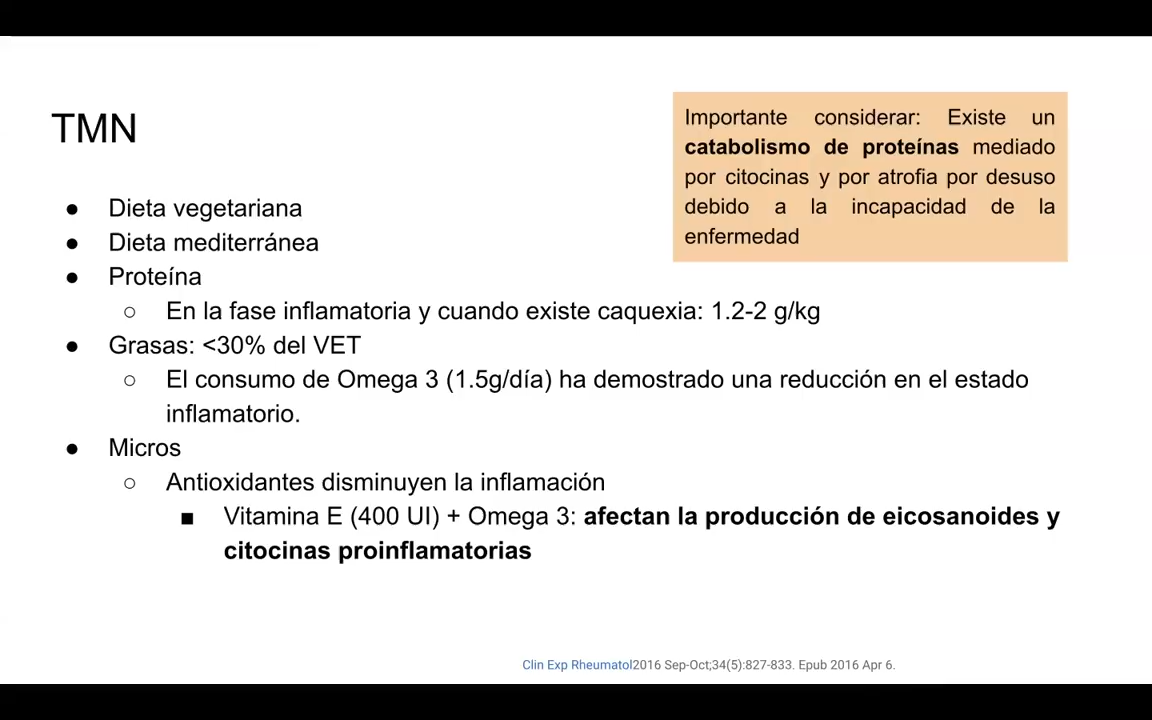 TMN
Importante considerar: Existe un
catabolismo de proteínas mediado
por citocinas y por atrofia por desuso
debido a la incapacidad de la
enfermedad
● Dieta vegetariana
● Dieta mediterránea
● Proteína
○ En la fase inflamatoria y cuando existe caquexia: 1.2-2 g/kg
● Grasas: <30% del VET
○ El consumo de Omega 3 (1.5g/día) ha demostrado una reducción en el estado
inflamatorio.
● Micros
○ Antioxidantes disminuyen la inflamación
■ Vitamina E (400 UI) + Omega 3: afectan la producción de eicosanoides y
citocinas proinflamatorias
Clin Exp Rheumatol2016 Sep-Oct;34(5):827-833. Epub 2016 Apr 6.